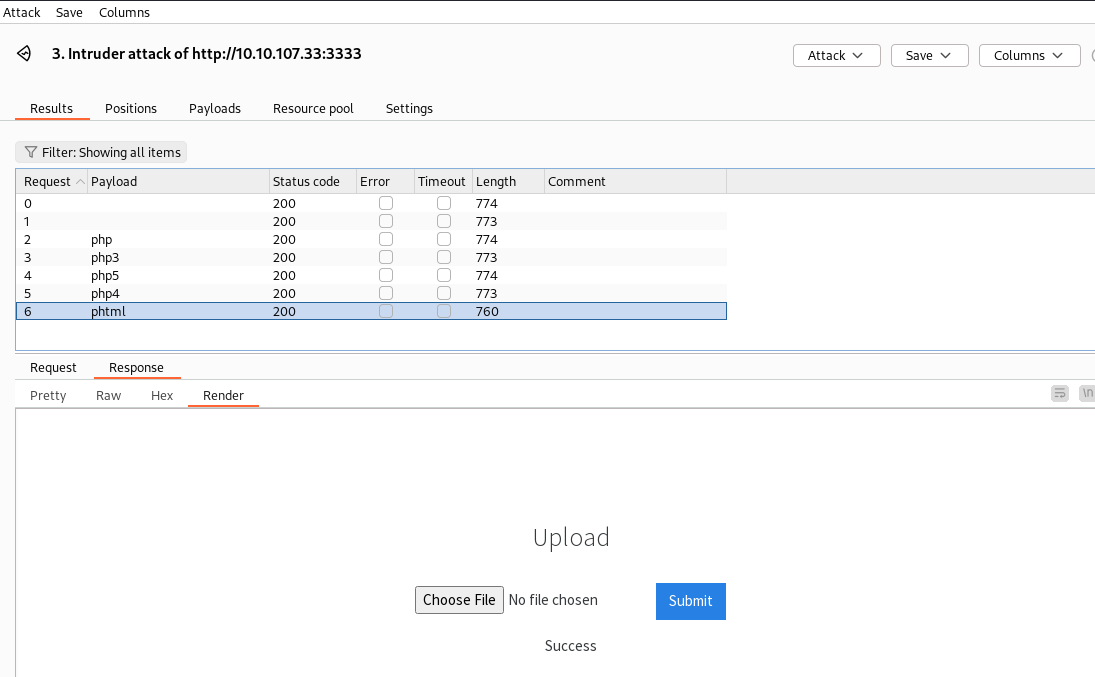 Attack Save Columns
3. Intruder attack of http://10.10.107.33:3333
Attack Save Columns
Results Positions Payloads Resource pool Settings
Filter: Showing all items
Request Payload Status code Error Timeout Length Comment
0 200 774
1 200 773
2 php 200 774
3 php3 200 773
4 php5 200 774
5 php4 200 773
6 phtml 200 760
Request Response
Pretty Raw Hex Render
\n
Upload
Choose File No file chosen Submit
Success